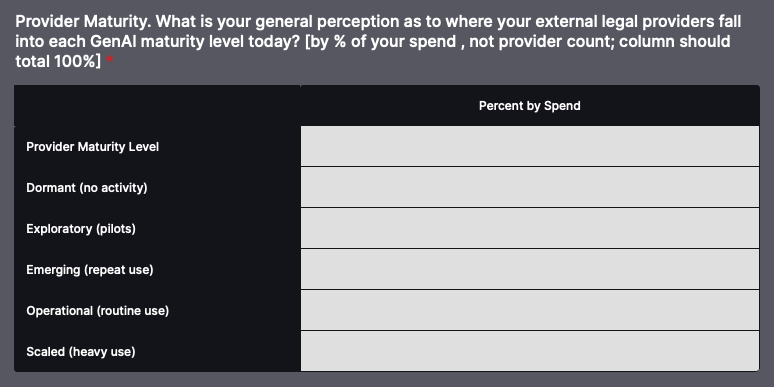 Provider Maturity. What is your general perception as to where your external legal providers fall
into each GenAI maturity level today? [by % of your spend , not provider count; column should
total 100%] *
Percent by Spend
Provider Maturity Level
Dormant (no activity)
Exploratory (pilots)
Emerging (repeat use)
Operational (routine use)
Scaled (heavy use)